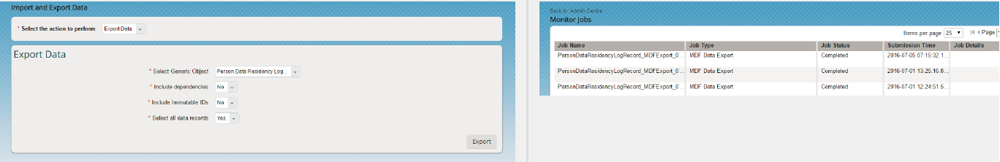 Import and Export Data
* Select the action to perform Export Data
Export Data
* Select Generic Object Person Data Residency Log...
* Include dependencies No
* Include Immutable IDs No
* Select all data records Yes
Export
Back to: Admin Centre
Monitor Jobs
Items per page 25 Page
Job Name Job Type Job Status Submission Time Job Details
PersonDataResidencyLogRecord_MDFExport_0... MDF Data Export Completed 2016-07-05 07:15:32.1...
PersonDataResidencyLogRecord_MDFExport_0... MDF Data Export Completed 2016-07-01 13:25:16.8...
PersonDataResidencyLogRecord_MDFExport_0... MDF Data Export Completed 2016-07-01 12:24:51.5...